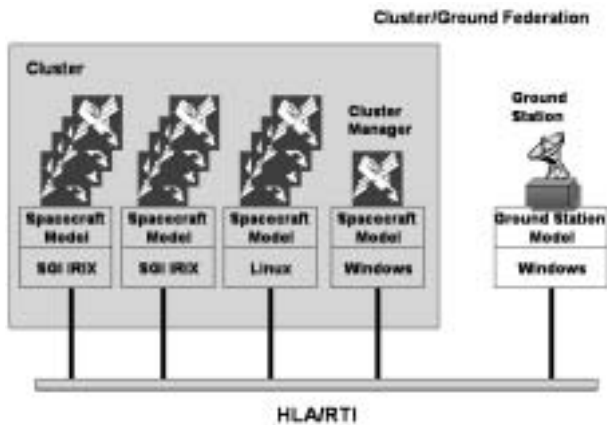 Cluster/Ground Federation
Cluster
Cluster
Manager
Ground
Station
Spacecraft
Model
Spacecraft
Model
Spacecraft
Model
Spacecraft
Model
Ground Station
Model
SGI IRIX
SGI IRIX
Linux
Windows
Windows
HLA/RTI